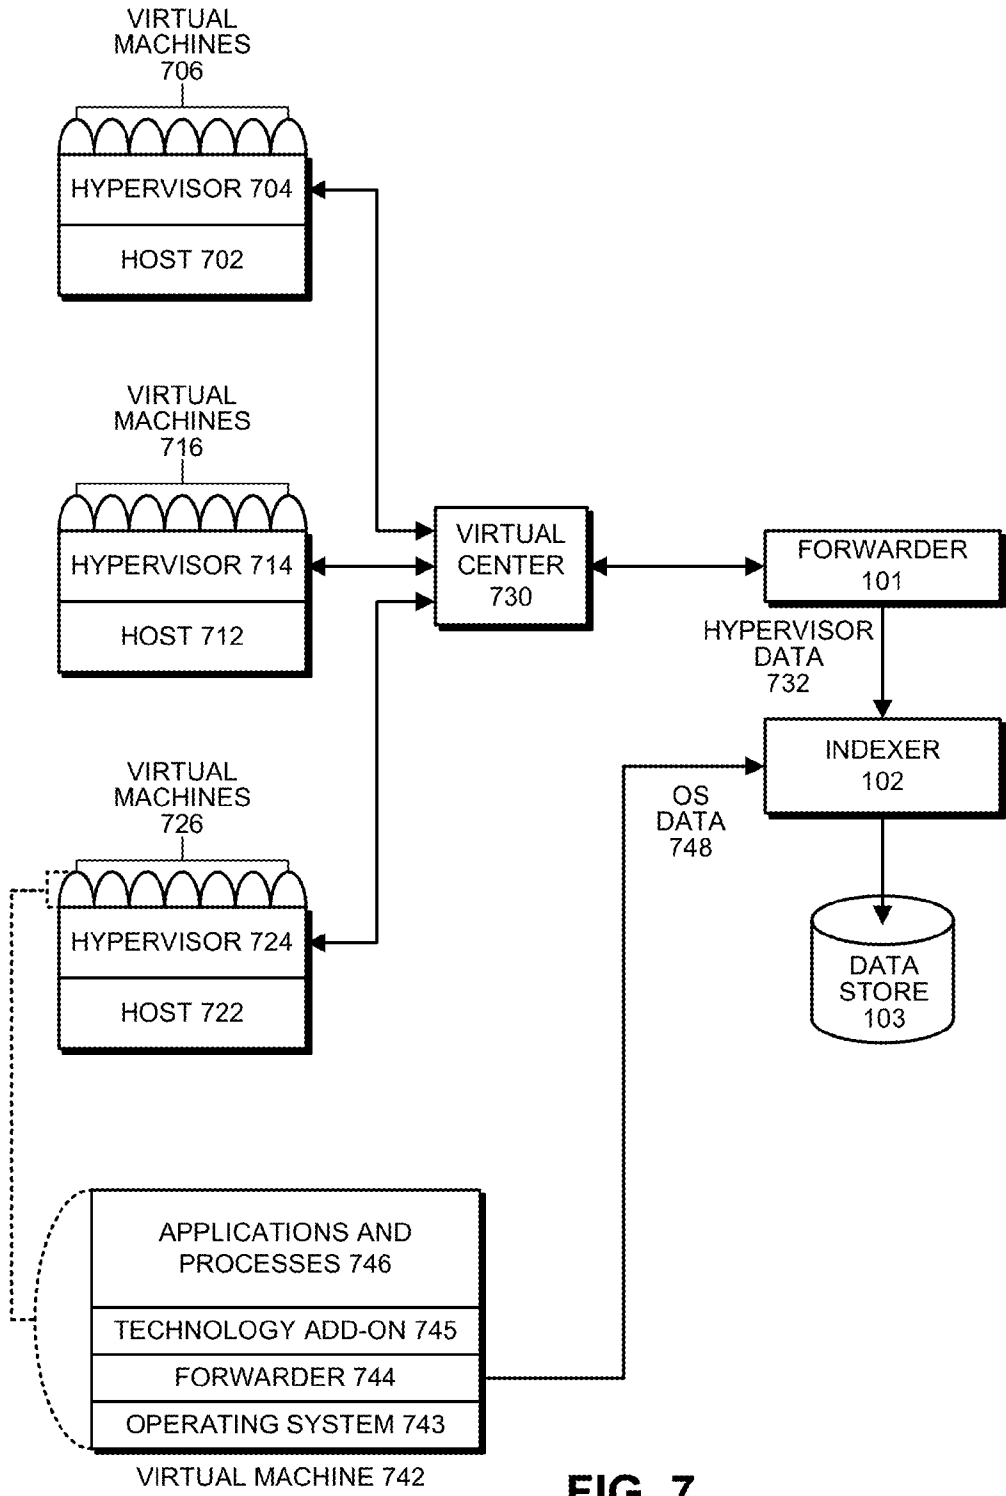 VIRTUAL
MACHINES
706
HYPERVISOR 704
HOST 702
VIRTUAL
MACHINES
716
HYPERVISOR 714
HOST 712
VIRTUAL
CENTER
730
FORWARDER
101
HYPERVISOR
DATA
732
INDEXER
102
OS
DATA
748
DATA
STORE
103
VIRTUAL
MACHINES
726
HYPERVISOR 724
HOST 722
APPLICATIONS AND
PROCESSES 746
TECHNOLOGY ADD-ON 745
FORWARDER 744
OPERATING SYSTEM 743
VIRTUAL MACHINE 742
FIG. 7